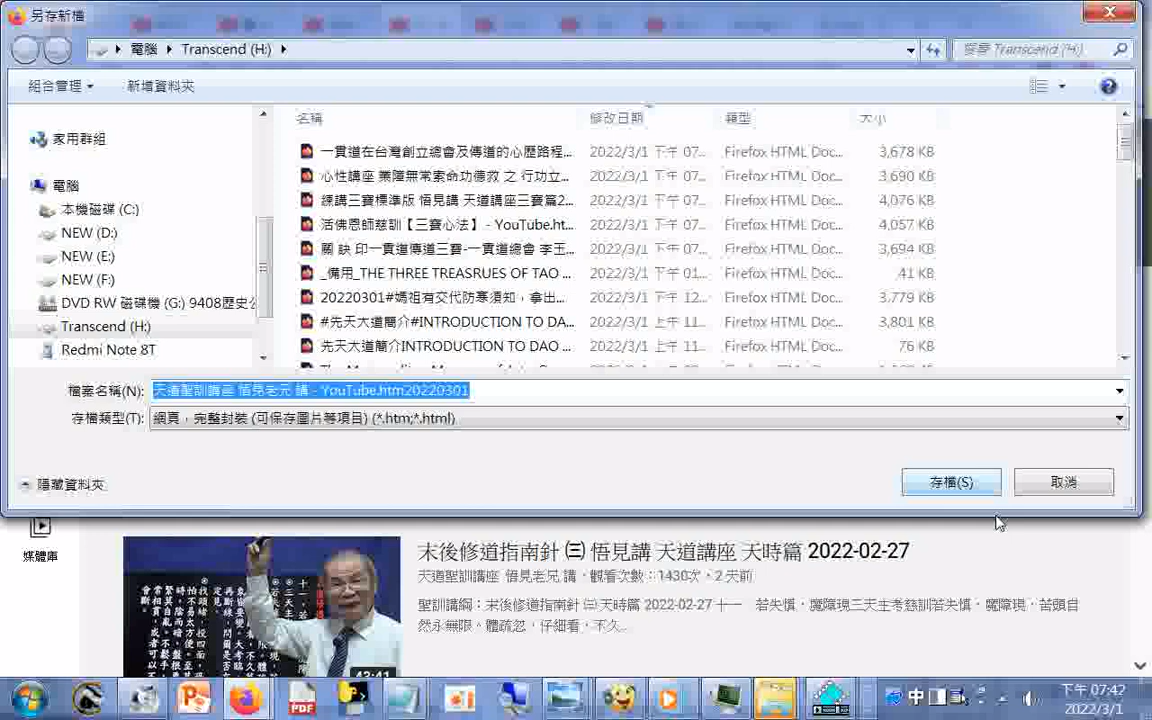 另存新檔
電腦 Transcend (H:)
搜尋 Transcend (H:)
組合管理 新增資料夾
名稱 修改日期 類型 大小
家用群組
電腦
本機磁碟 (C:)
NEW (D:)
NEW (E:)
NEW (F:)
DVD RW 磁碟機 (G:) 9408歷史公
Transcend (H:)
Redmi Note 8T
一貫道在台灣創立總會及傳道的心歷路程... 2022/3/1 下午 07... Firefox HTML Doc... 3,678 KB
心性講座 業障無常索命功德救 之 行功立... 2022/3/1 下午 07... Firefox HTML Doc... 3,690 KB
練講三寶標準版 悟見講 天道講座三寶篇2... 2022/3/1 下午 07... Firefox HTML Doc... 4,076 KB
活佛恩師慈訓【三寶心法】 - YouTube.ht... 2022/3/1 下午 07... Firefox HTML Doc... 4,057 KB
關 訣 印一貫道傳道三寶-一貫道總會 李玉... 2022/3/1 下午 07... Firefox HTML Doc... 3,694 KB
_備用_THE THREE TREASRUES OF TAO ... 2022/3/1 下午 01... Firefox HTML Doc... 41 KB
20220301#媽祖有交代防寒須知，拿出... 2022/3/1 下午 12... Firefox HTML Doc... 3,779 KB
#先天大道簡介#INTRODUCTION TO DA... 2022/3/1 上午 11... Firefox HTML Doc... 3,801 KB
先天大道簡介INTRODUCTION TO DAO ... 2022/3/1 上午 11... Firefox HTML Doc... 76 KB
檔案名稱(N): 天道聖訓講座 悟見老兄 講 - YouTube.htm20220301
存檔類型(T): 網頁，完整封裝 (可保存圖片等項目) (*.htm;*.html)
隱藏資料夾
存檔(S) 取消
媒體庫
末後修道指南針 ㈢ 悟見講 天道講座 天時篇 2022-02-27
天道聖訓講座 悟見老兄 講．觀看次數：1430次．2 天前
聖訓講綱：末後修道指南針 ㈢ 天時篇 2022-02-27 十一 若失慎，魔障現三天主考慈訓若失慎，魔障現，苦頭自
然永無限。體疏忽，仔細看，不久...
43:41
PDF
中
下午 07:42
2022/3/1